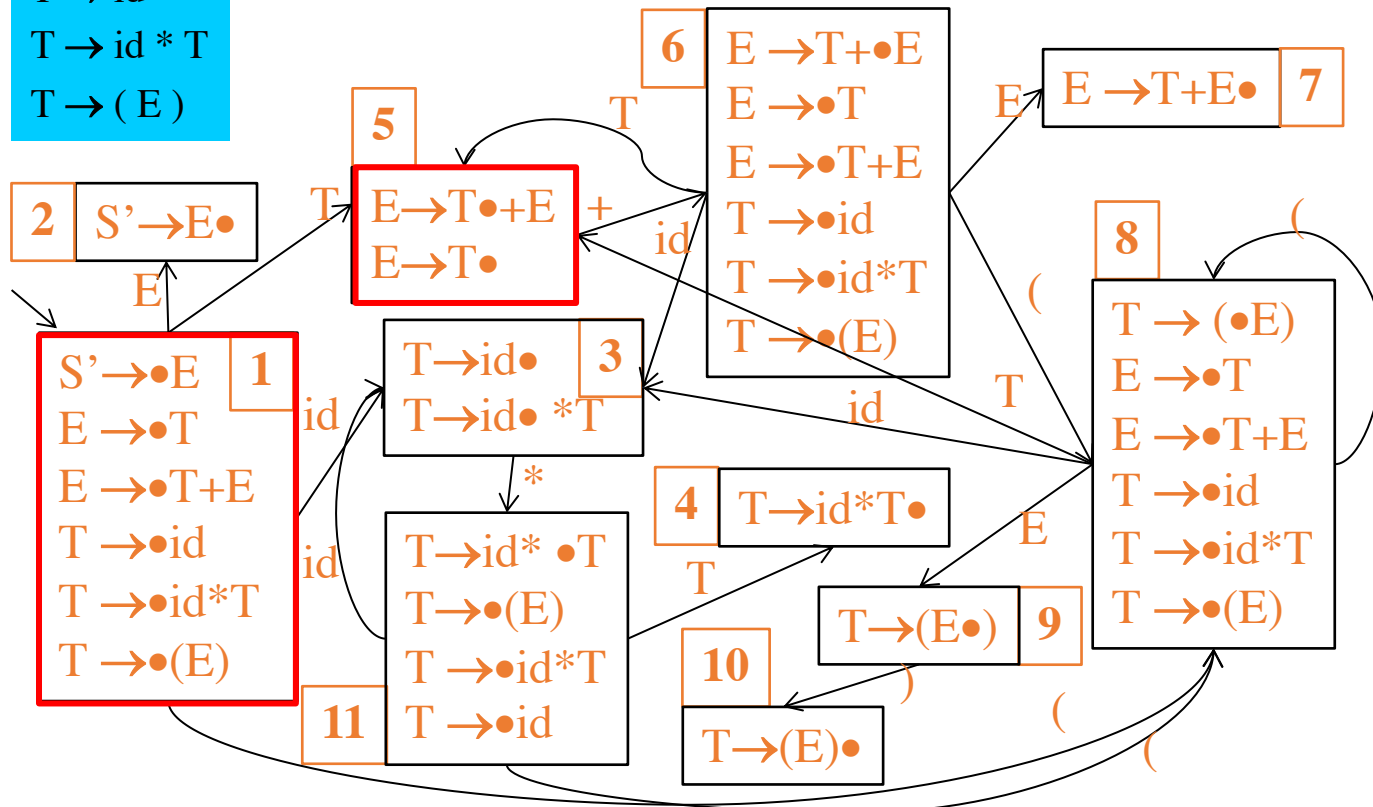 T → id
T → id * T
T → ( E )
6
E →T+●E
E →●T
E →●T+E
T →●id
T →●id*T
T →●(E)
E
E →T+E●
7
T
5
E→T●+E
E→T●
+
id
T
2
S’→E●
E
(
T
(
8
T → (●E)
E →●T
E →●T+E
T →●id
T →●id*T
T →●(E)
S’→●E
1
E →●T
E →●T+E
T →●id
T →●id*T
T →●(E)
id
T→id●
3
T→id● *T
id
*
id
T→id* ●T
T→●(E)
T →●id*T
T →●id
11
T
4
T→id*T●
E
T→(E●)
9
)
10
T→(E)●
(
(